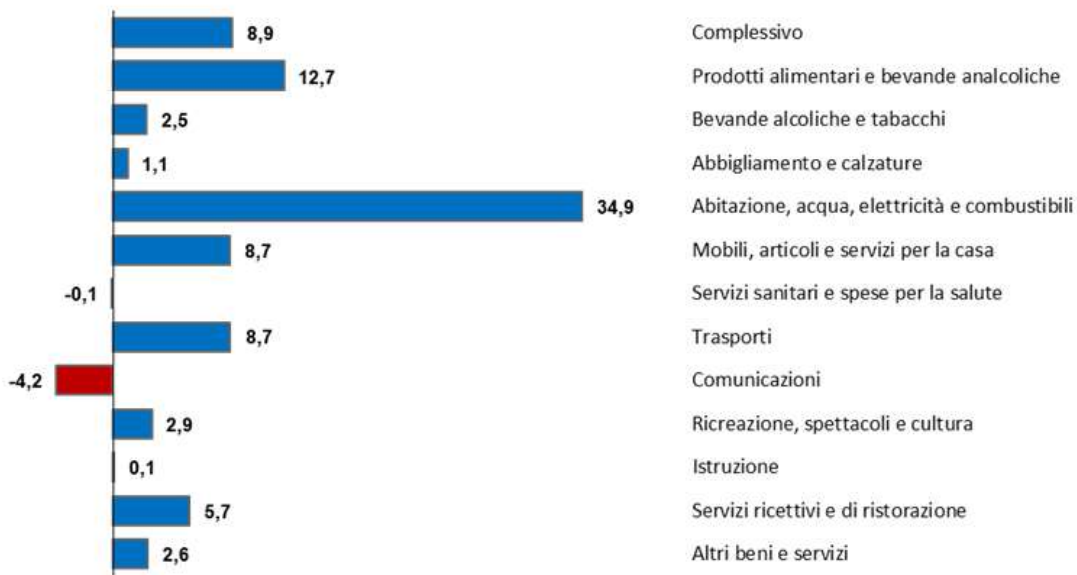 8,9 Complessivo
12,7 Prodotti alimentari e bevande analcoliche
2,5 Bevande alcoliche e tabacchi
1,1 Abbigliamento e calzature
34,9 Abitazione, acqua, elettricità e combustibili
8,7 Mobili, articoli e servizi per la casa
-0,1 Servizi sanitari e spese per la salute
8,7 Trasporti
-4,2 Comunicazioni
2,9 Ricreazione, spettacoli e cultura
0,1 Istruzione
5,7 Servizi ricettivi e di ristorazione
2,6 Altri beni e servizi